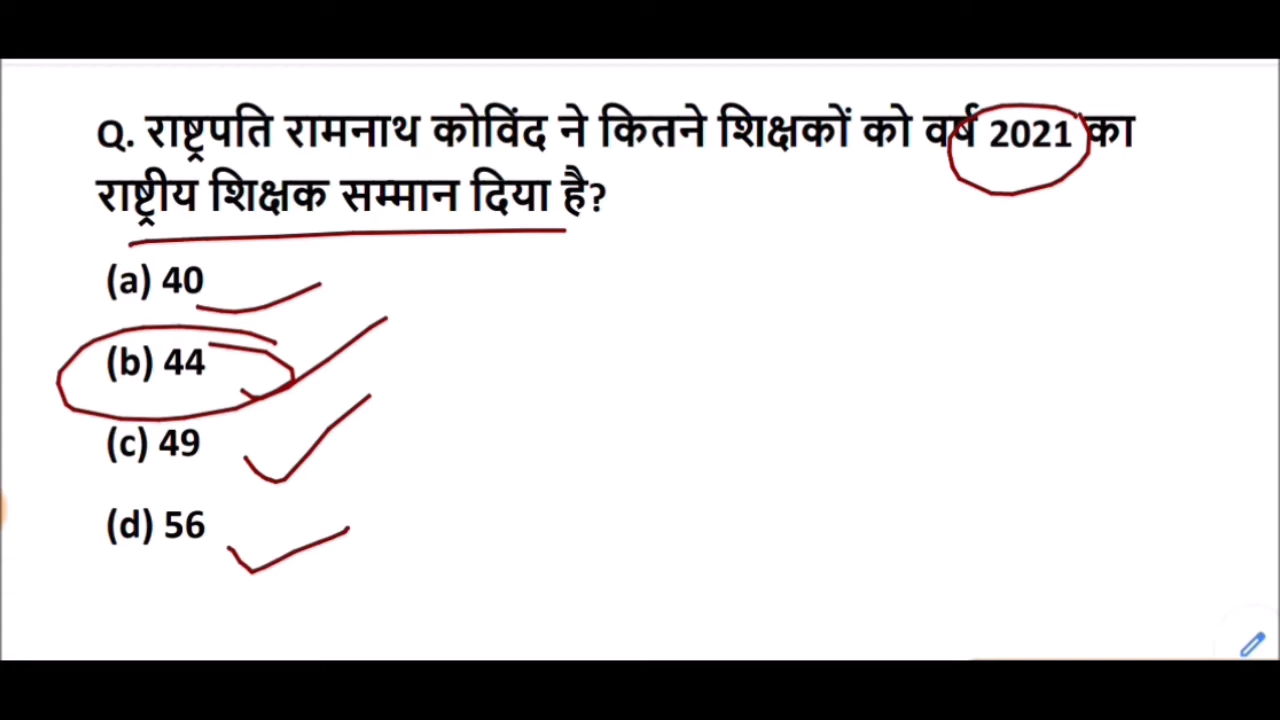 Q. राष्ट्रपति रामनाथ कोविंद ने कितने शिक्षकों को वर्ष 2021 का
राष्ट्रीय शिक्षक सम्मान दिया है?
(a) 40
(b) 44
(c) 49
(d) 56